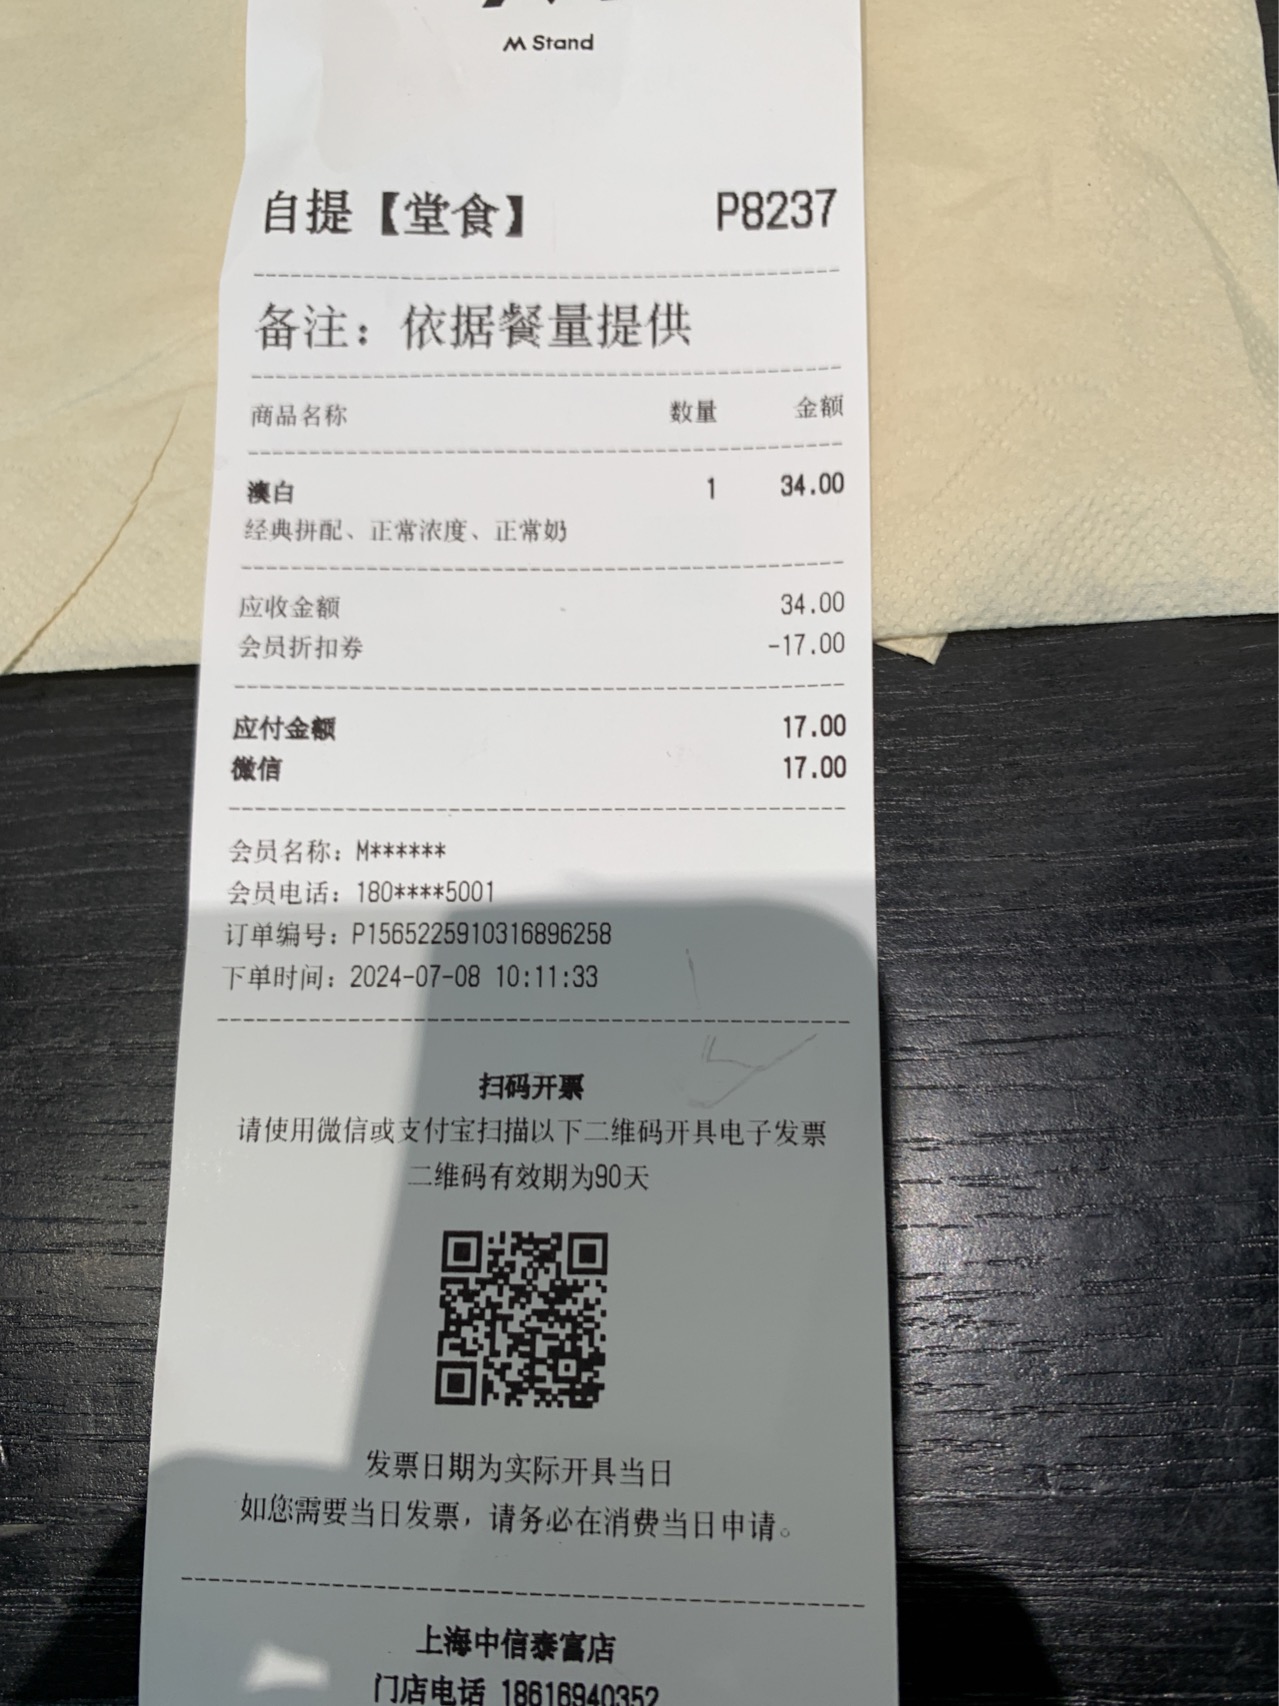 M Stand
自提【堂食】 P8237
备注：依据餐量提供
商品名称 数量 金额
澳白 1 34.00
经典拼配、正常浓度、正常奶
应收金额 34.00
会员折扣券 -17.00
应付金额 17.00
微信 17.00
会员名称：M******
会员电话：180****5001
订单编号：P1565225910316896258
下单时间：2024-07-08 10:11:33
扫码开票
请使用微信或支付宝扫描以下二维码开具电子发票
二维码有效期为90天
发票日期为实际开具当日
如您需要当日发票，请务必在消费当日申请。
上海中信泰富店
门店电话 18616940352